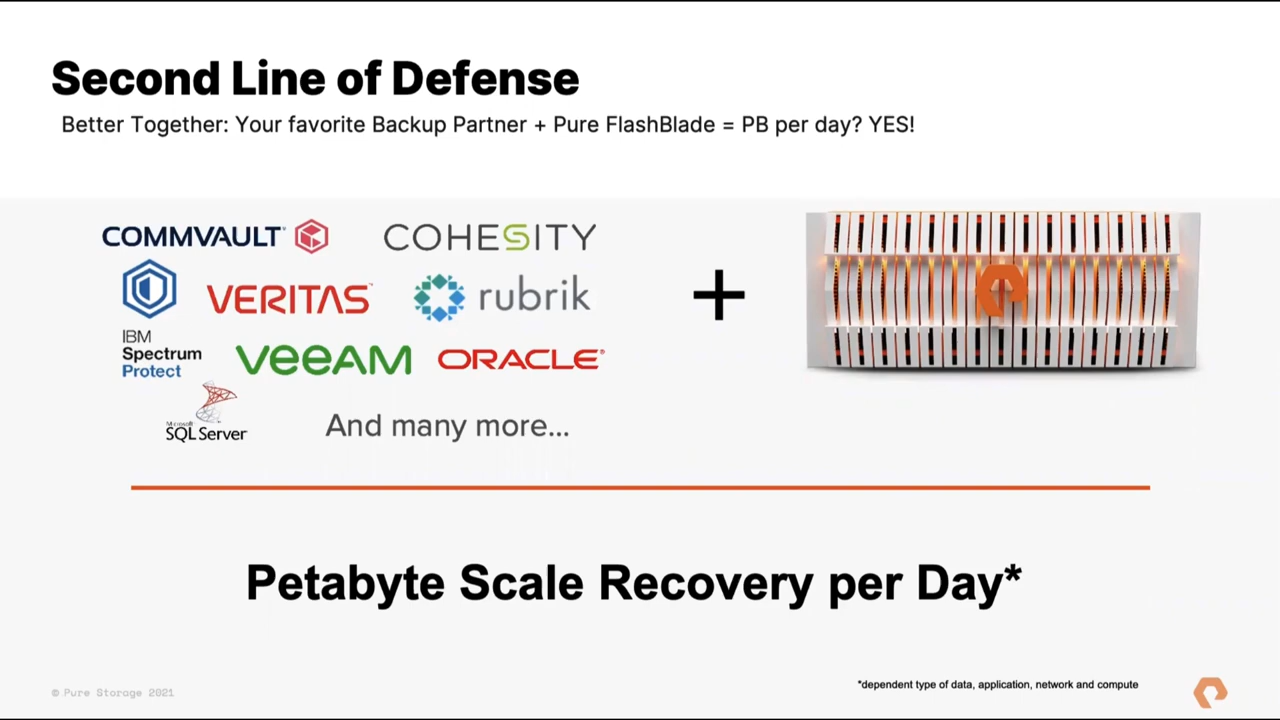 Second Line of Defense
Better Together: Your favorite Backup Partner + Pure FlashBlade = PB per day? YES!
COMMVAULT
COHESITY
VERITAS™
rubrik
IBM
Spectrum
Protect
veeAM
ORACLE®
Microsoft
SQL Server
And many more...
+
Petabyte Scale Recovery per Day*
*dependent type of data, application, network and compute
© Pure Storage 2021